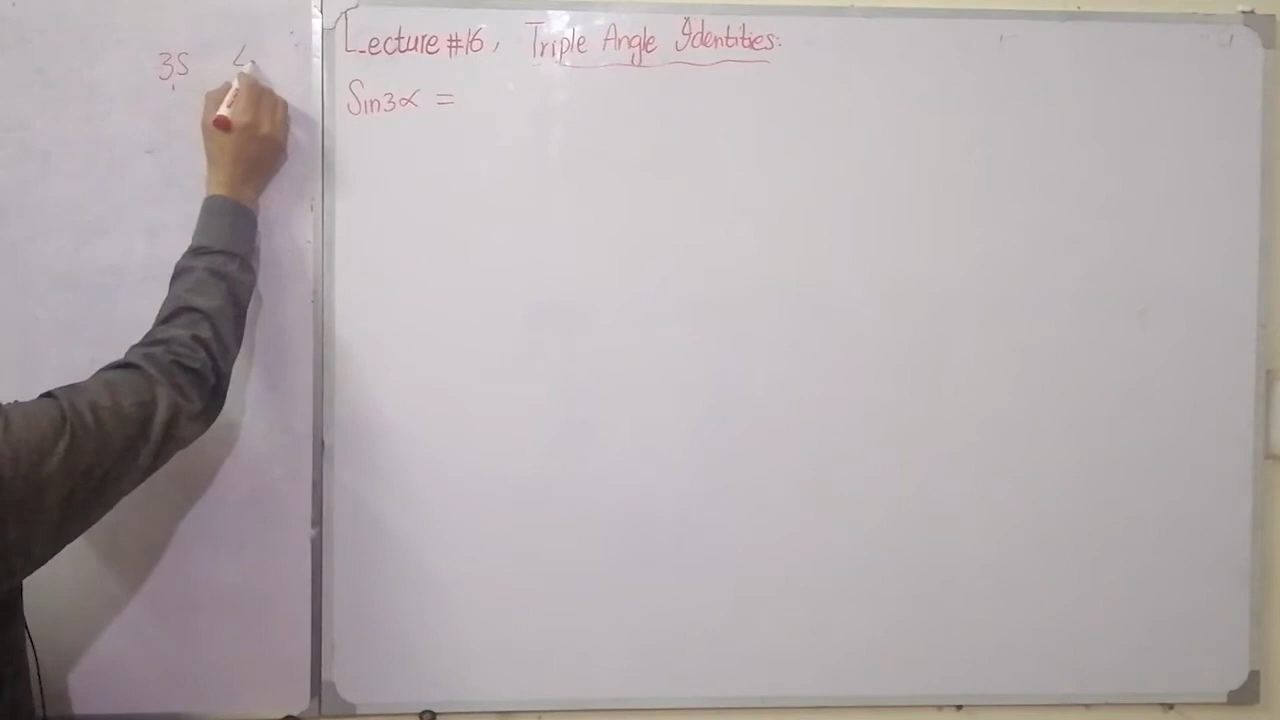 3S
Lecture #16, Triple Angle Identities:
Sin3α =